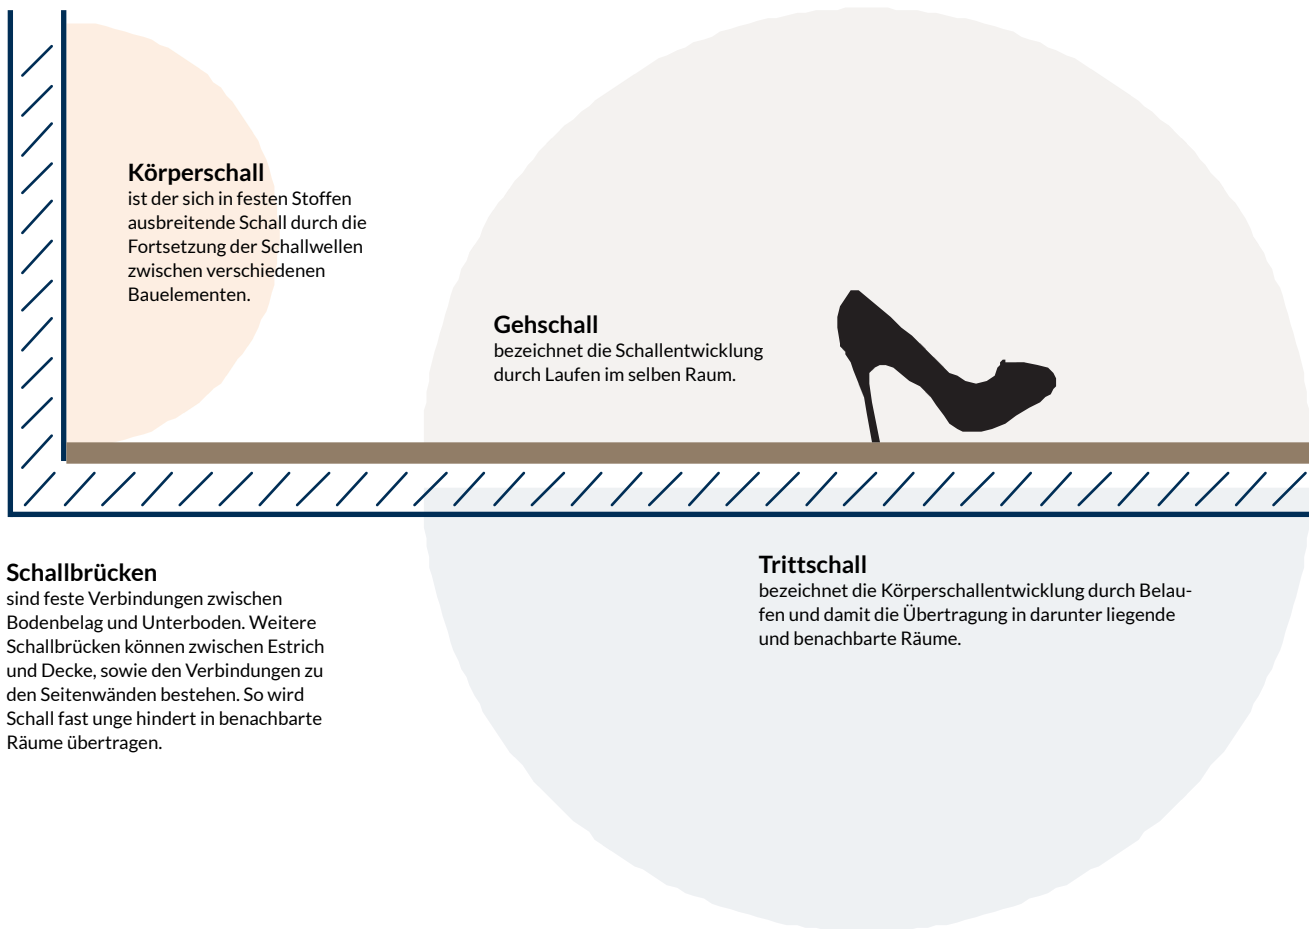 Körperschall
ist der sich in festen Stoffen
ausbreitende Schall durch die
Fortsetzung der Schallwellen
zwischen verschiedenen
Bauelementen.
Gehschall
bezeichnet die Schallentwicklung
durch Laufen im selben Raum.
Schallbrücken
sind feste Verbindungen zwischen
Bodenbelag und Unterboden. Weitere
Schallbrücken können zwischen Estrich
und Decke, sowie den Verbindungen zu
den Seitenwänden bestehen. So wird
Schall fast unge hindert in benachbarte
Räume übertragen.
Trittschall
bezeichnet die Körperschallentwicklung durch Belau-
fen und damit die Übertragung in darunter liegende
und benachbarte Räume.